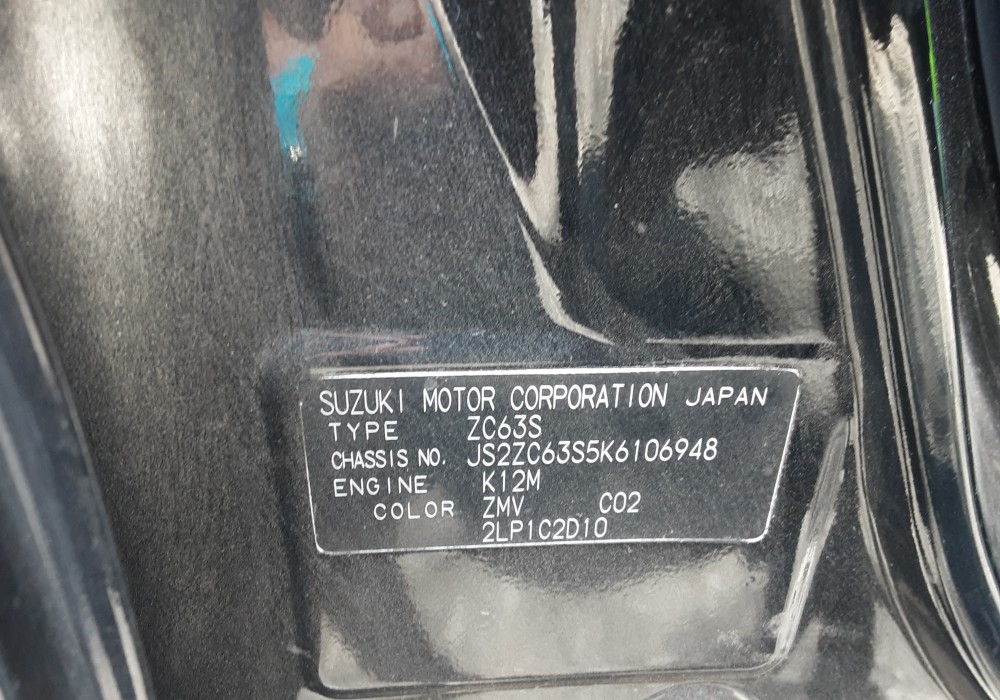 SUZUKI MOTOR CORPORATION JAPAN
TYPE ZC63S
CHASSIS NO. JS2ZC63S5K6106948
ENGINE K12M
COLOR ZMV C02
2LP1C2D10